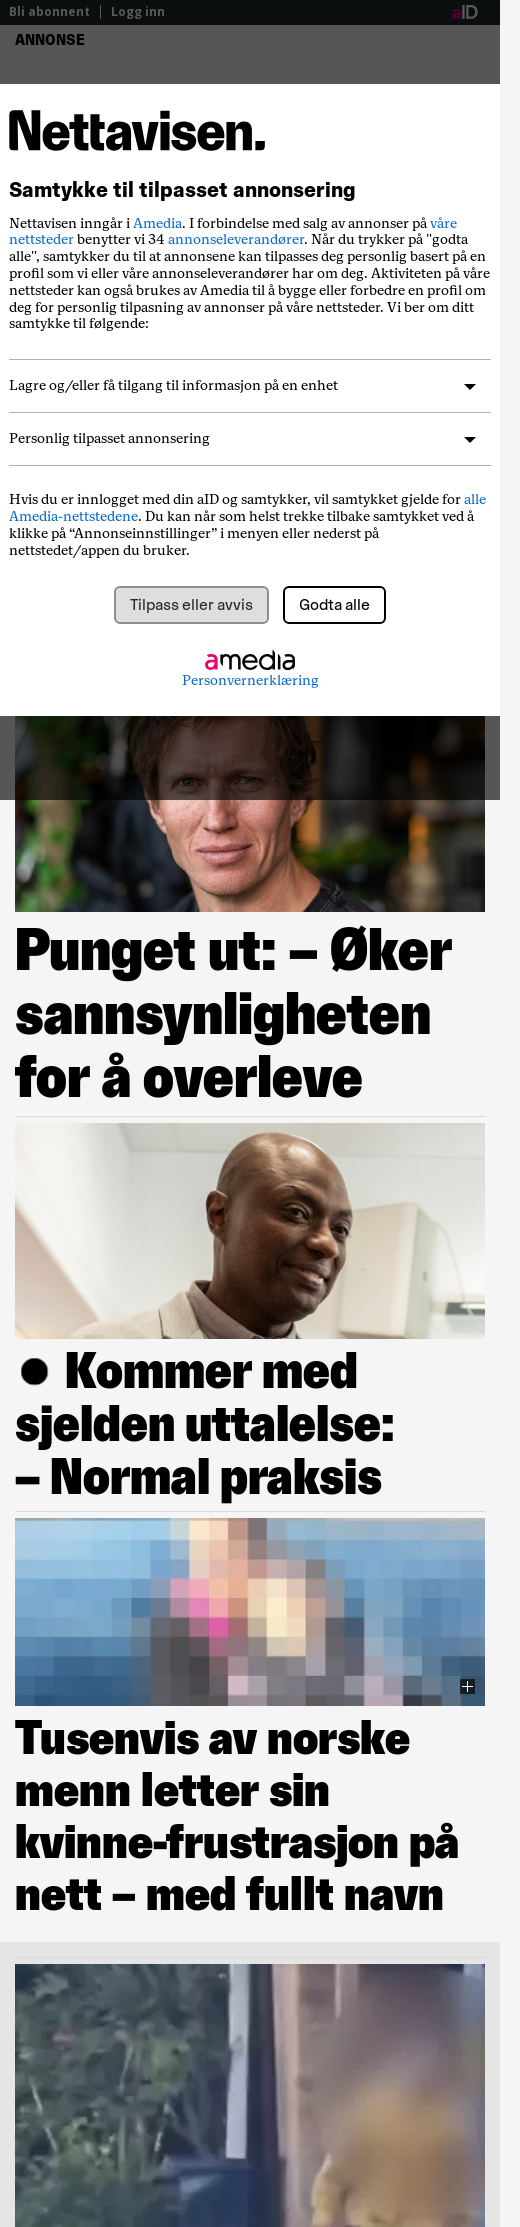 Bli abonnent | Logg inn
aID
ANNONSE
Nettavisen.
Samtykke til tilpasset annonsering
Nettavisen inngår i Amedia. I forbindelse med salg av annonser på våre
nettsteder benytter vi 34 annonseleverandører. Når du trykker på "godta
alle", samtykker du til at annonsene kan tilpasses deg personlig basert på en
profil som vi eller våre annonseleverandører har om deg. Aktiviteten på våre
nettsteder kan også brukes av Amedia til å bygge eller forbedre en profil om
deg for personlig tilpasning av annonser på våre nettsteder. Vi ber om ditt
samtykke til følgende:
Lagre og/eller få tilgang til informasjon på en enhet
Personlig tilpasset annonsering
Hvis du er innlogget med din aID og samtykker, vil samtykket gjelde for alle
Amedia-nettstedene. Du kan når som helst trekke tilbake samtykket ved å
klikke på “Annonseinnstillinger” i menyen eller nederst på
nettstedet/appen du bruker.
Tilpass eller avvis
Godta alle
amedia
Personvernerklæring
Punget ut: – Øker
sannsynligheten
for å overleve
● Kommer med
sjelden uttalelse:
– Normal praksis
Tusenvis av norske
menn letter sin
kvinne-frustrasjon på
nett – med fullt navn